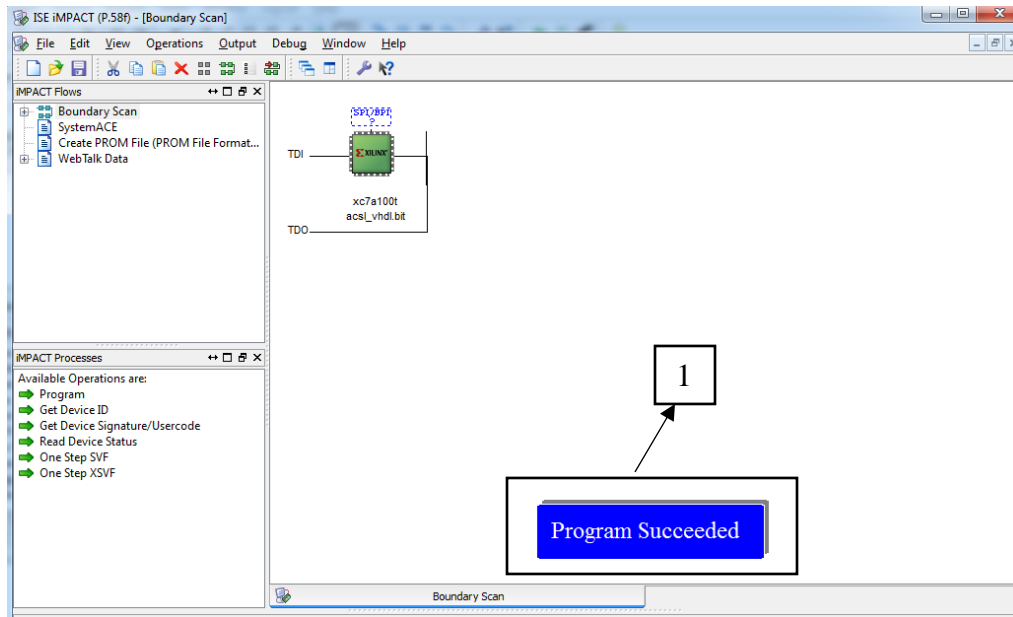 ISE iMPACT (P.58f) - [Boundary Scan]
File Edit View Operations Output Debug Window Help
iMPACT Flows
Boundary Scan
SystemACE
Create PROM File (PROM File Format...
WebTalk Data
SPI/BPI
?
TDI
XILINX
xc7a100t
acsl_vhdl.bit
TDO
iMPACT Processes
Available Operations are:
Program
Get Device ID
Get Device Signature/Usercode
Read Device Status
One Step SVF
One Step XSVF
1
Program Succeeded
Boundary Scan